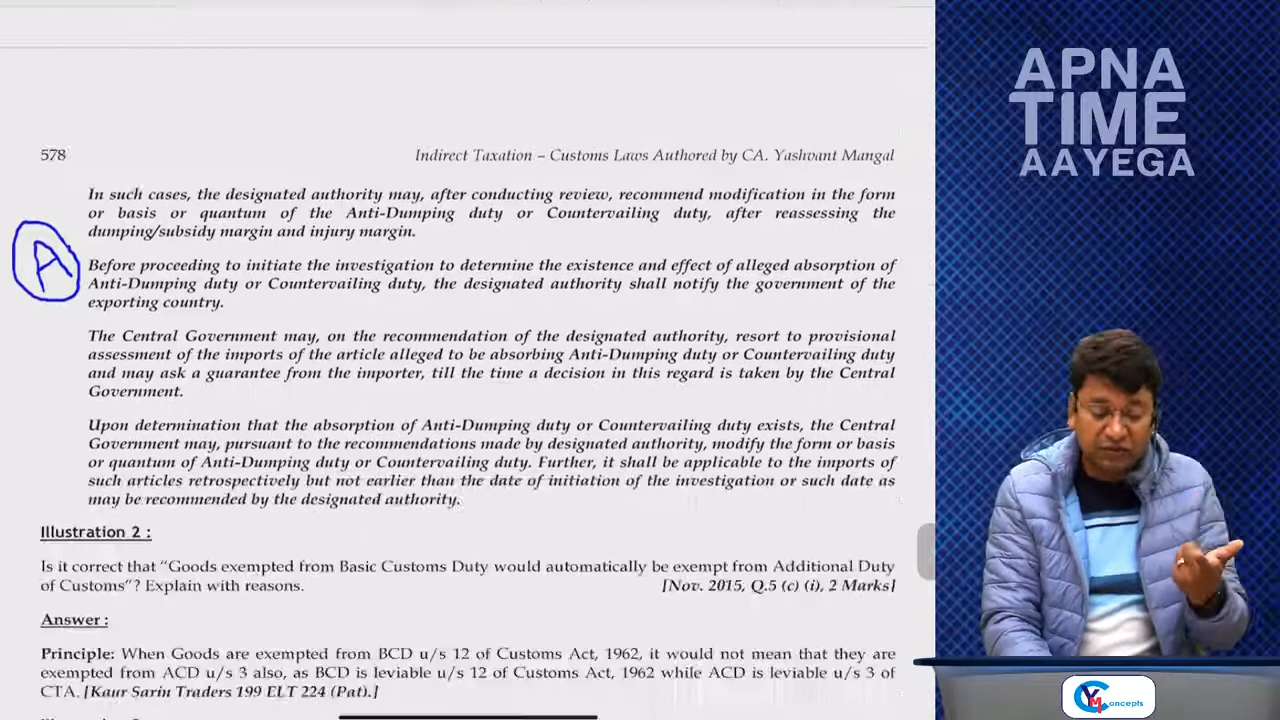 578
Indirect Taxation – Customs Laws Authored by CA. Yashvant Mangal
In such cases, the designated authority may, after conducting review, recommend modification in the form
or basis or quantum of the Anti-Dumping duty or Countervailing duty, after reassessing the
dumping/subsidy margin and injury margin.
A
Before proceeding to initiate the investigation to determine the existence and effect of alleged absorption of
Anti-Dumping duty or Countervailing duty, the designated authority shall notify the government of the
exporting country.
The Central Government may, on the recommendation of the designated authority, resort to provisional
assessment of the imports of the article alleged to be absorbing Anti-Dumping duty or Countervailing duty
and may ask a guarantee from the importer, till the time a decision in this regard is taken by the Central
Government.
Upon determination that the absorption of Anti-Dumping duty or Countervailing duty exists, the Central
Government may, pursuant to the recommendations made by designated authority, modify the form or basis
or quantum of Anti-Dumping duty or Countervailing duty. Further, it shall be applicable to the imports of
such articles retrospectively but not earlier than the date of initiation of the investigation or such date as
may be recommended by the designated authority.
Illustration 2 :
Is it correct that “Goods exempted from Basic Customs Duty would automatically be exempt from Additional Duty
of Customs”? Explain with reasons. [Nov. 2015, Q.5 (c) (i), 2 Marks]
Answer :
Principle: When Goods are exempted from BCD u/s 12 of Customs Act, 1962, it would not mean that they are
exempted from ACD u/s 3 also, as BCD is leviable u/s 12 of Customs Act, 1962 while ACD is leviable u/s 3 of
CTA. [Kaur Sarin Traders 199 ELT 224 (Pat).]
APNA
TIME
AAYEGA
YM Concepts